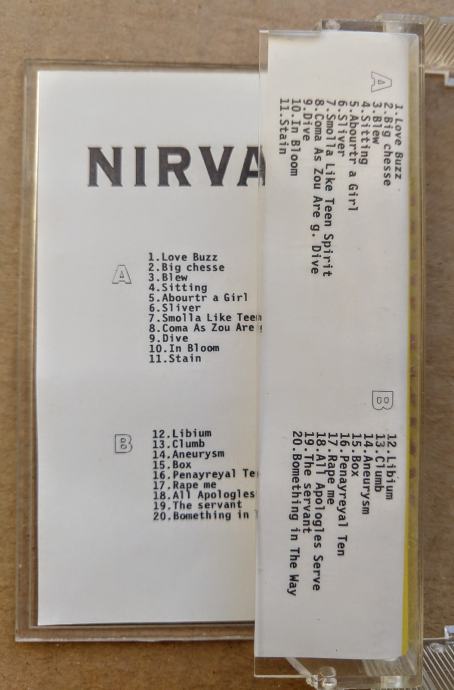 NIRVA
A
1.Love Buzz
2.Big chesse
3.Blew
4.Sitting
5.Abourtr a Girl
6.Sliver
7.Smolla Like Teen
8.Coma As Zou Are g
9.Dive
10.In Bloom
11.Stain
B
12.Libium
13.Clumb
14.Aneurysm
15.Box
16.Penayreyal Te
17.Rape me
18.All Apologles
19.The servant
20.Bomething in
A
1.Love Buzz
2.Big chesse
3.Blew
4.Sitting
5.Abourtr a Girl
6.Sliver
7.Smolla Like Teen Spirit
8.Coma As Zou Are g. Dive
9.Dive
10.In Bloom
11.Stain
B
12.Libium
13.Clumb
14.Aneurysm
15.Box
16.Penayreyal Ten
17.Rape me
18.All Apologles Serve
19.The servant
20.Bomething in The Way